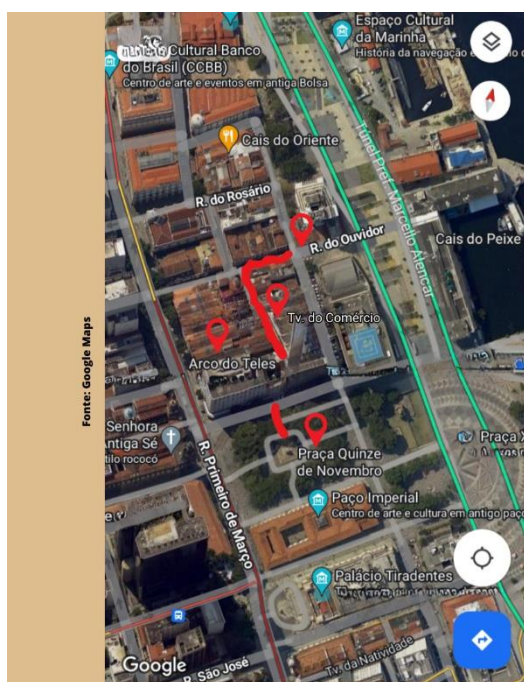 Espaço Cultural
da Marinha
História da navegação
Cultural Banco
do Brasil (CCBB)
Centro de arte e eventos em antiga Bolsa
Cais do Oriente
R. do Rosário
Túnel Pref. Marcello Alencar
R. do Ouvidor
Cais do Peixe
Tv. do Comércio
Fonte: Google Maps
Arco do Teles
Senhora
Antiga Sé
tilo rococó
R. Primeiro de Março
Praça Quinze
de Novembro
Praça X
Paço Imperial
Centro de arte e cultura em antigo paço
Palácio Tiradentes
Google
R. São José
Tv. da Natividade